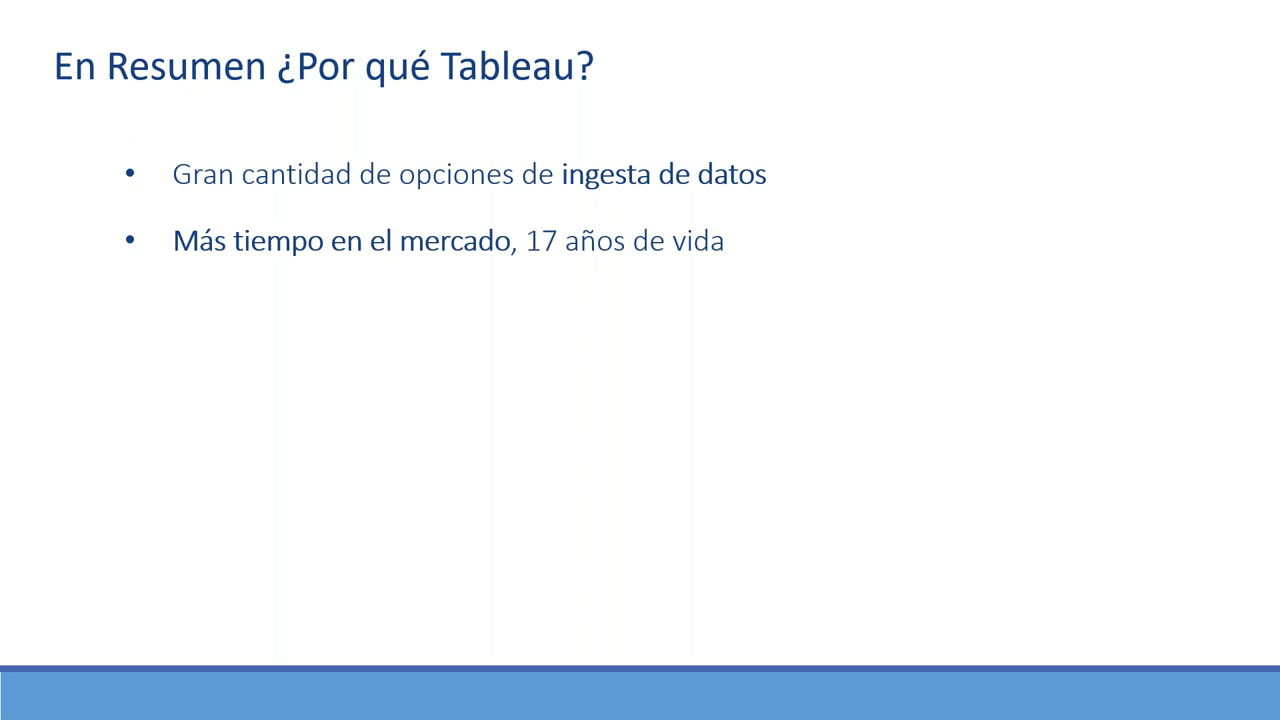 En Resumen ¿Por qué Tableau?
• Gran cantidad de opciones de ingesta de datos
• Más tiempo en el mercado, 17 años de vida